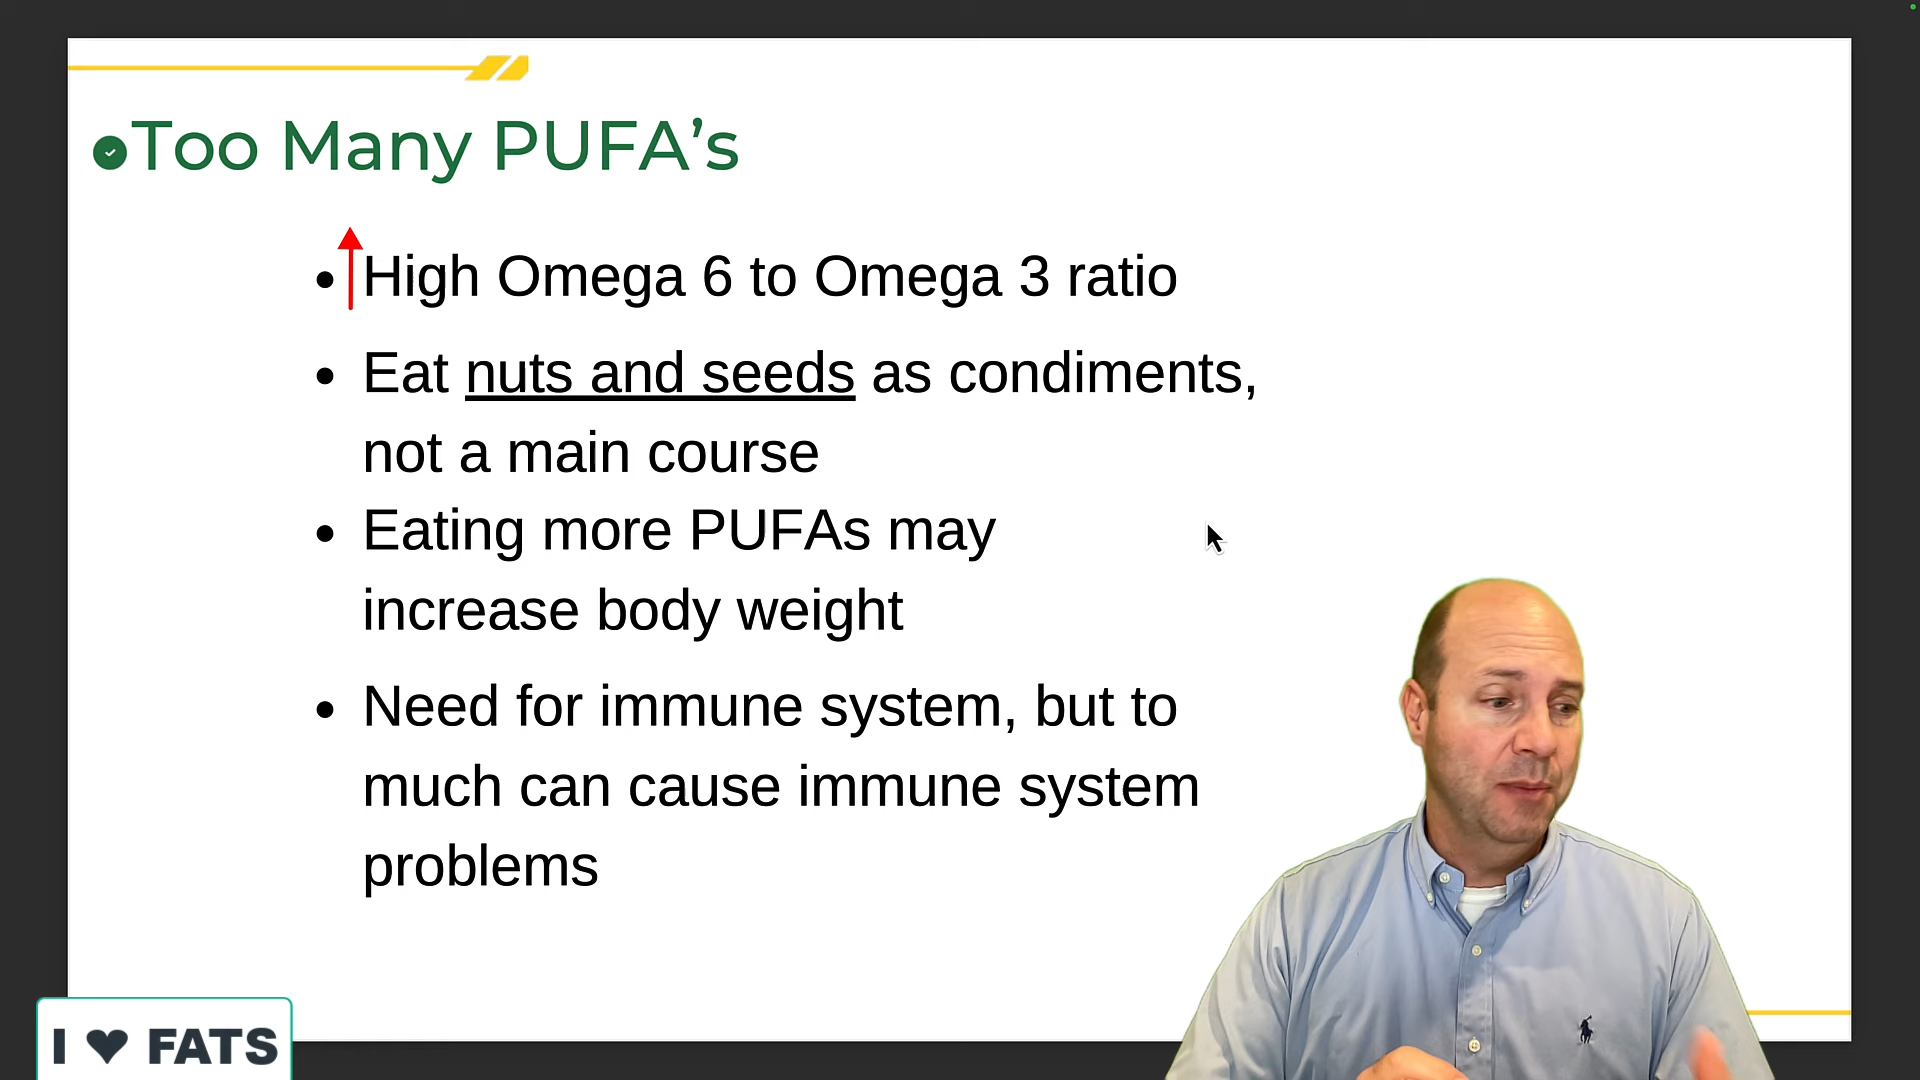 Too Many PUFA’s
• High Omega 6 to Omega 3 ratio
• Eat nuts and seeds as condiments,
not a main course
• Eating more PUFAs may
increase body weight
• Need for immune system, but to
much can cause immune system
problems
I ♥ FATS